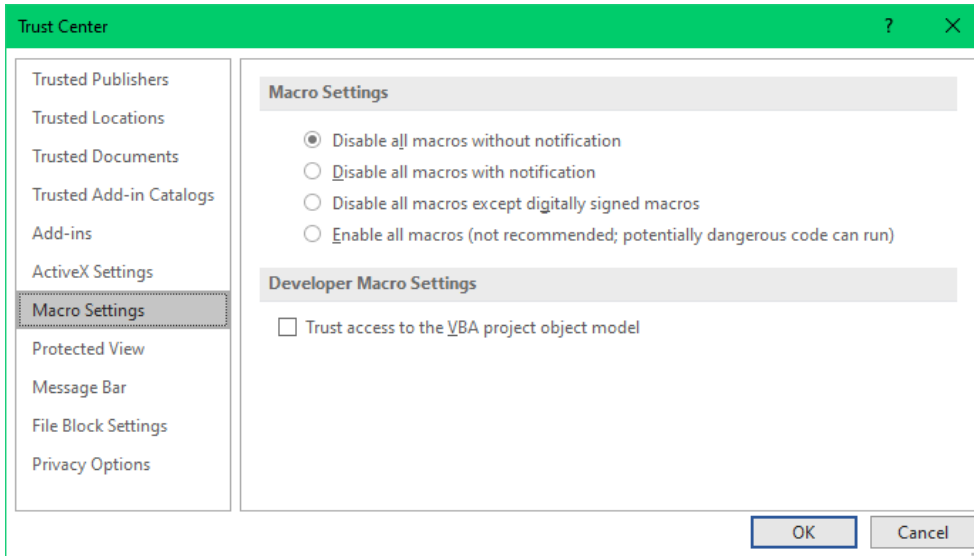 Trust Center
?
Trusted Publishers
Trusted Locations
Trusted Documents
Trusted Add-in Catalogs
Add-ins
ActiveX Settings
Macro Settings
Protected View
Message Bar
File Block Settings
Privacy Options
Macro Settings
Disable all macros without notification
Disable all macros with notification
Disable all macros except digitally signed macros
Enable all macros (not recommended; potentially dangerous code can run)
Developer Macro Settings
Trust access to the VBA project object model
OK
Cancel